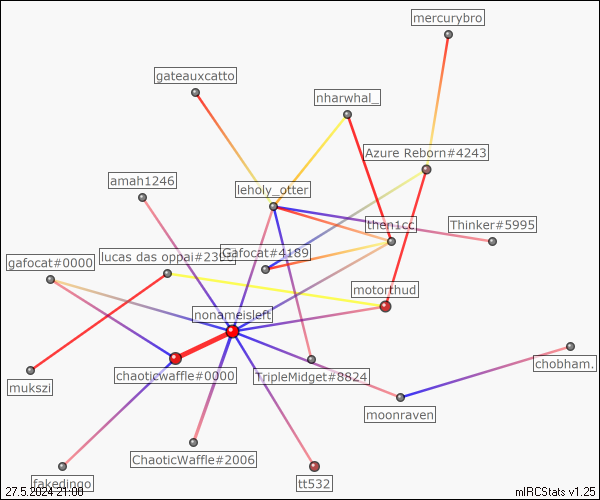 mercurybro
gateauxcatto
nharwhal_
Azure Reborn#4243
amah1246
leholy_otter
then1cc
Thinker#5995
gafocat#0000
lucas das oppai#230
Gafocat#4189
motorthud
nonameisleft
mukszi
chaoticwaffle#0000
TripleMidget#8824
chobham.
moonraven
ChaoticWaffle#2006
fakedingo
tt532
27.5.2024 21:00
mIRCStats v1.25